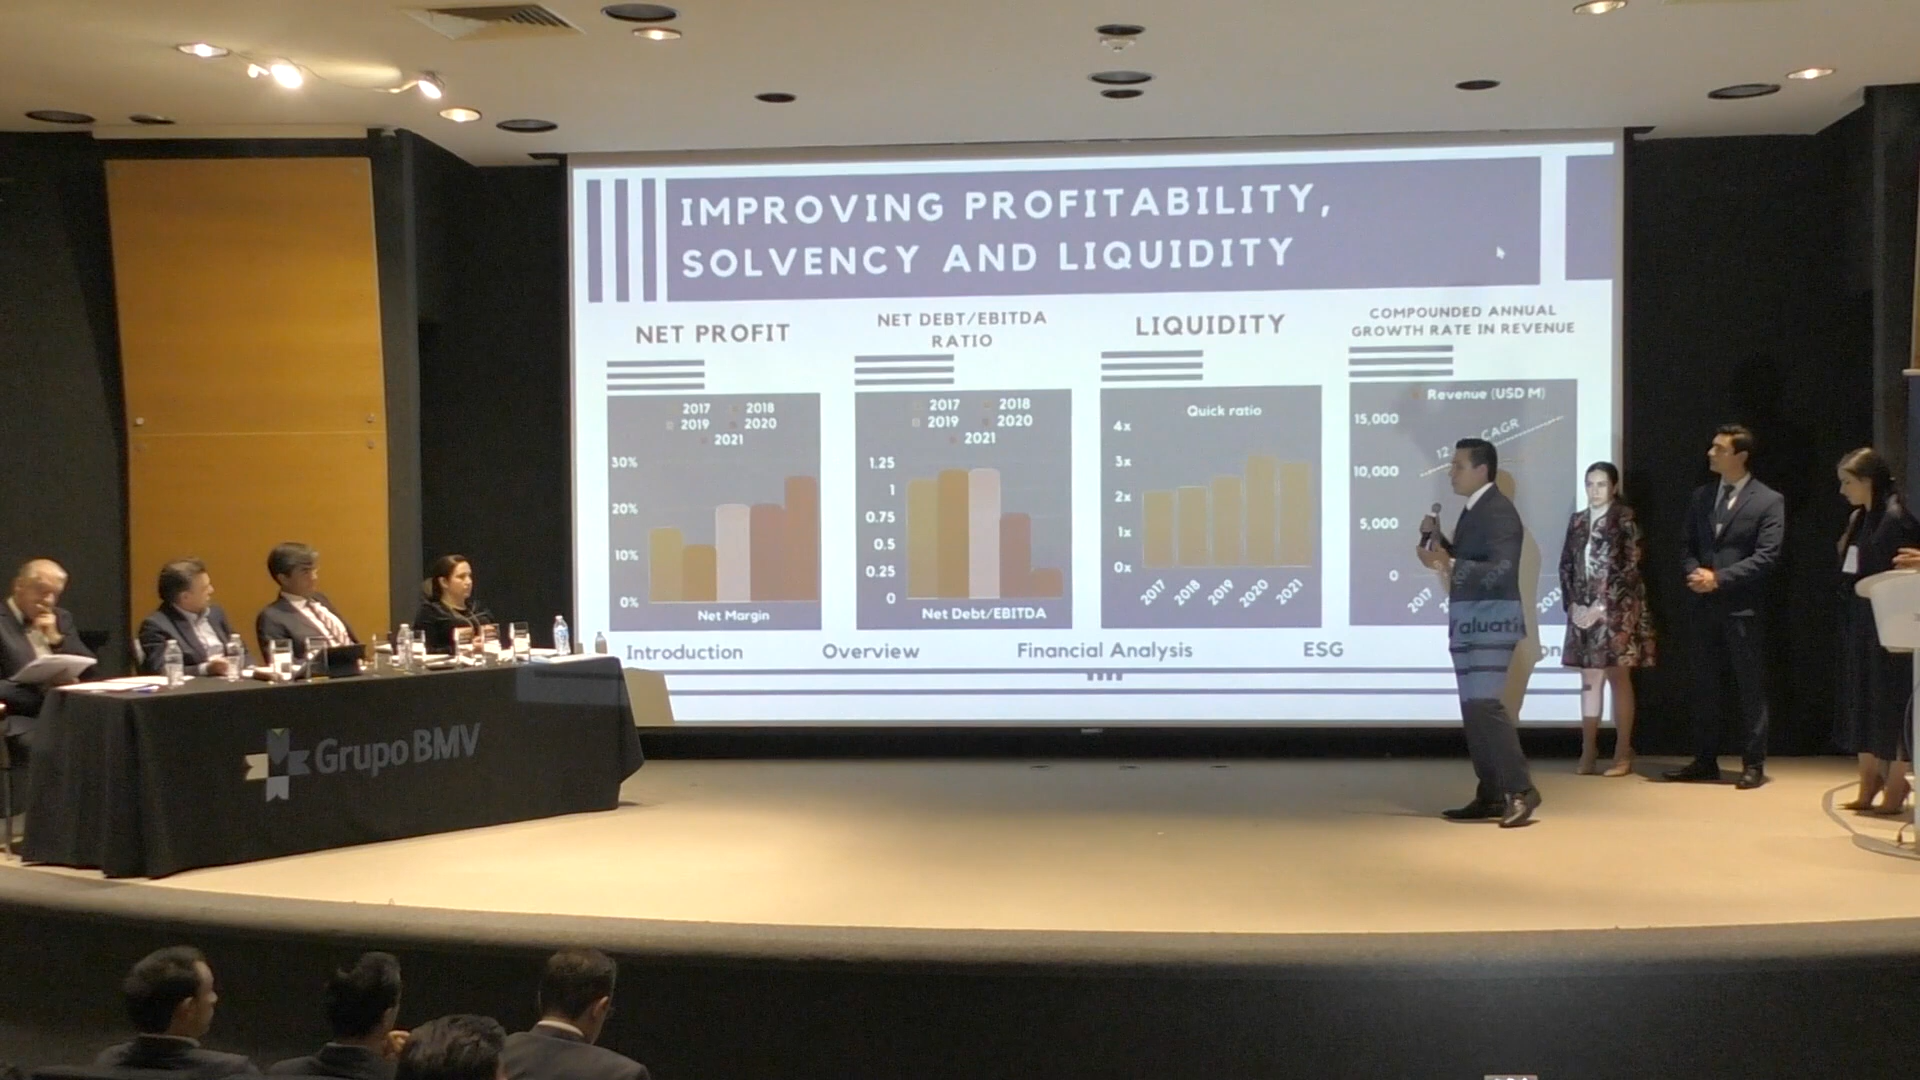 IMPROVING PROFITABILITY,
SOLVENCY AND LIQUIDITY
NET PROFIT
2017 2018
2019 2020
2021
30%
20%
10%
0%
Net Margin
NET DEBT/EBITDA
RATIO
2017 2018
2019 2020
2021
1.25
1
0.75
0.5
0.25
0
Net Debt/EBITDA
LIQUIDITY
Quick ratio
4x
3x
2x
1x
0x
2017 2018 2019 2020 2021
COMPOUNDED ANNUAL
GROWTH RATE IN REVENUE
Revenue (USD M)
15,000
12 CAGR
10,000
5,000
0
2017 2021
Introduction Overview Financial Analysis ESG
Grupo BMV